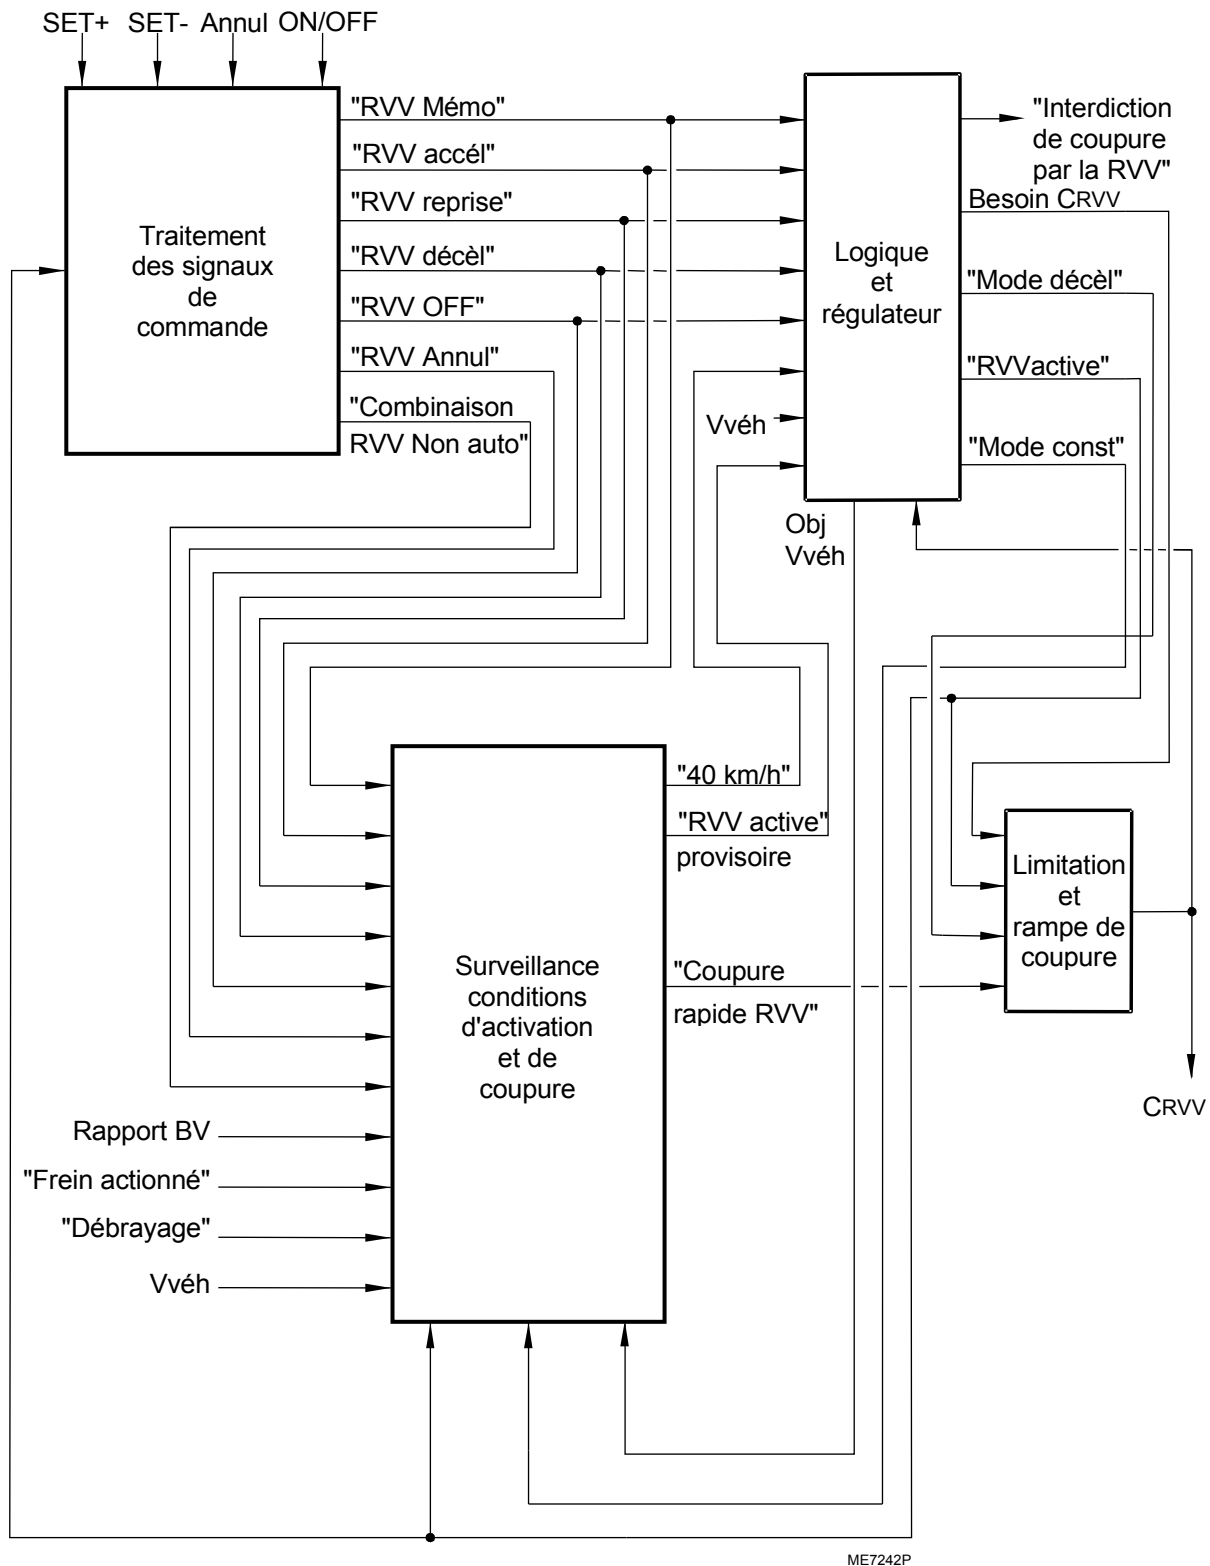 SET+ SET- Annul ON/OFF
"RVV Mémo"
"RVV accél"
"RVV reprise"
"RVV décèl"
"RVV OFF"
"RVV Annul"
"Combinaison
RVV Non auto"
Traitement
des signaux
de
commande
Logique
et
régulateur
"Interdiction
de coupure
par la RVV"
Besoin CRVV
"Mode décèl"
"RVVactive"
"Mode const"
Vvéh
Obj
Vvéh
"40 km/h"
"RVV active"
provisoire
"Coupure
rapide RVV"
Surveillance
conditions
d'activation
et de
coupure
Limitation
et
rampe de
coupure
CRVV
Rapport BV
"Frein actionné"
"Débrayage"
Vvéh
ME7242P